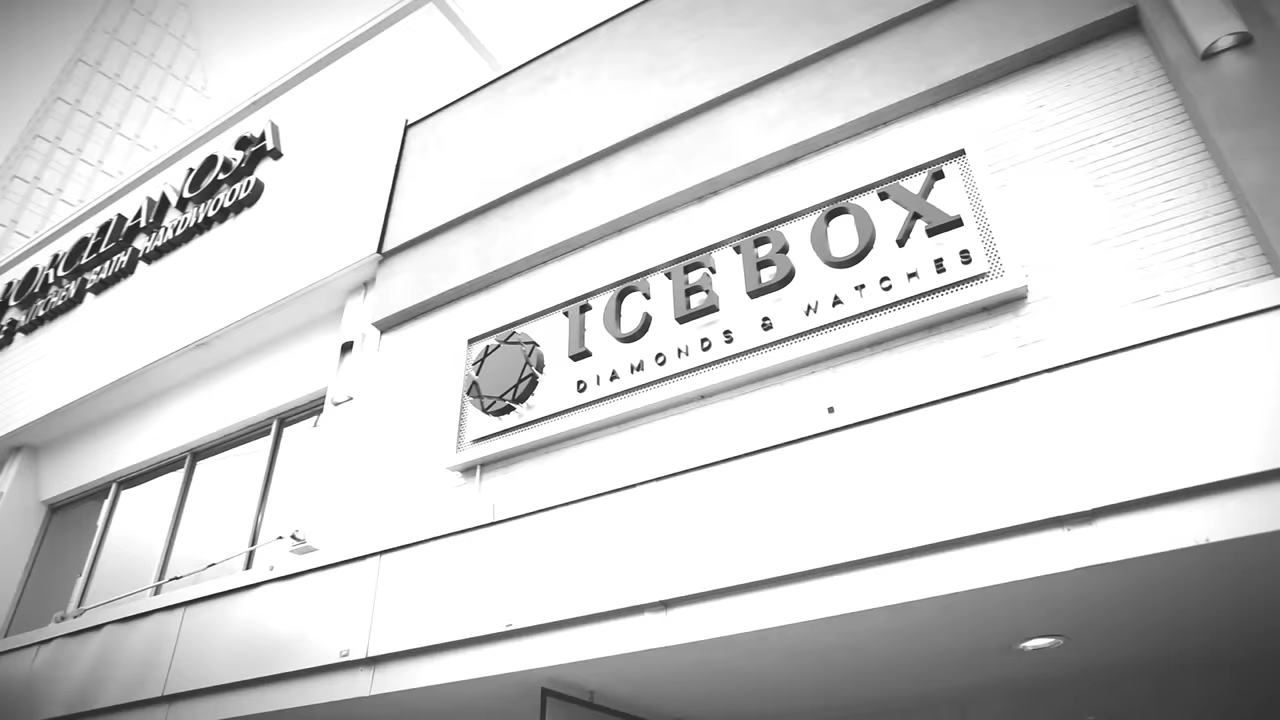 PORCELANOSA
KITCHEN BATH HARDWOOD
ICEBOX
DIAMONDS & WATCHES